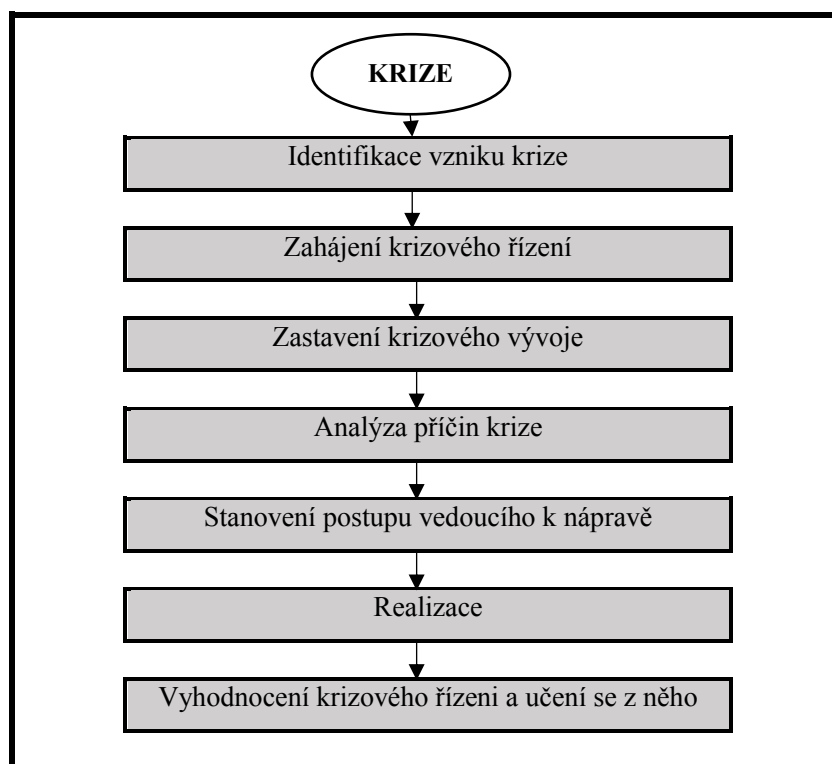 KRIZE
Identifikace vzniku krize
Zahájení krizového řízení
Zastavení krizového vývoje
Analýza příčin krize
Stanovení postupu vedoucího k nápravě
Realizace
Vyhodnocení krizového řízeni a učení se z něho